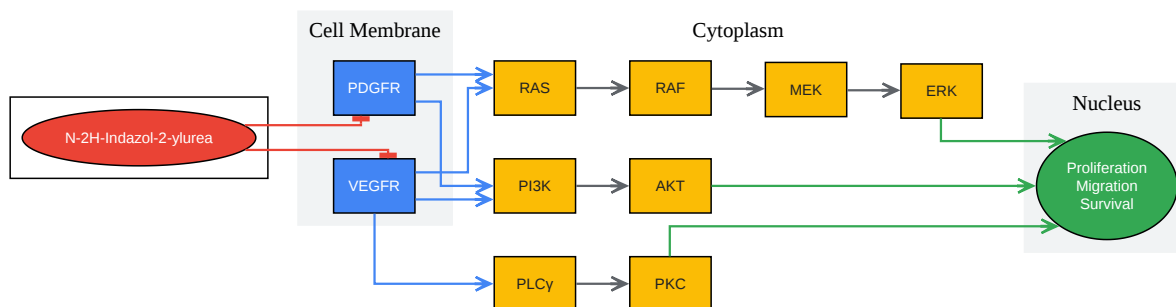 Cell Membrane
Cytoplasm
PDGFR
RAS
RAF
MEK
ERK
Nucleus
N-2H-Indazol-2-ylurea
VEGFR
PI3K
AKT
Proliferation
Migration
Survival
PLCγ
PKC